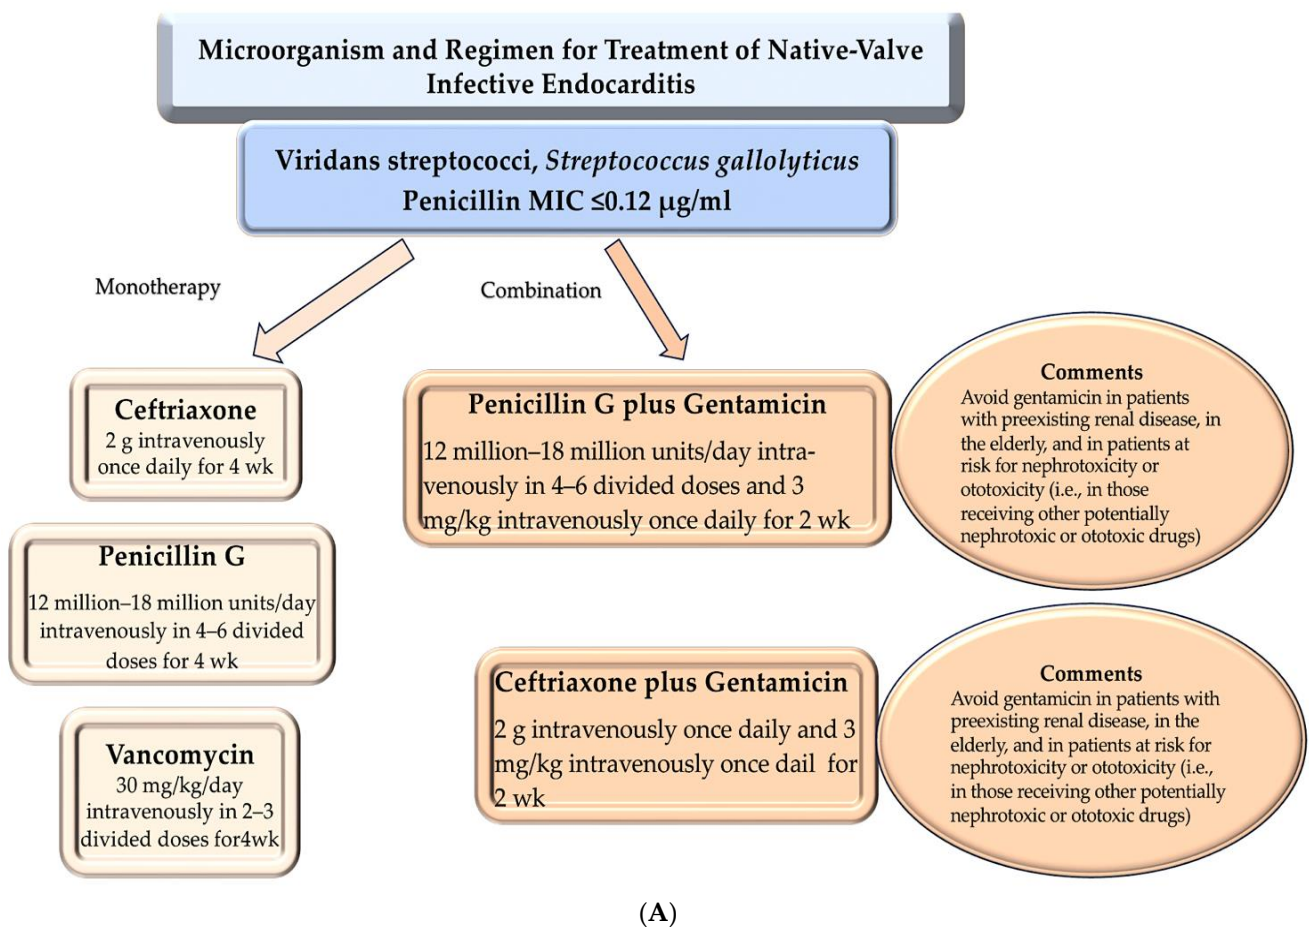 Microorganism and Regimen for Treatment of Native-Valve
Infective Endocarditis
Viridans streptococci, Streptococcus gallolyticus
Penicillin MIC ≤0.12 µg/ml
Monotherapy
Combination
Ceftriaxone
2 g intravenously
once daily for 4 wk
Penicillin G
12 million–18 million units/day
intravenously in 4–6 divided
doses for 4 wk
Vancomycin
30 mg/kg/day
intravenously in 2–3
divided doses for4wk
Penicillin G plus Gentamicin
12 million–18 million units/day intra-
venously in 4–6 divided doses and 3
mg/kg intravenously once daily for 2 wk
Comments
Avoid gentamicin in patients
with preexisting renal disease, in
the elderly, and in patients at
risk for nephrotoxicity or
ototoxicity (i.e., in those
receiving other potentially
nephrotoxic or ototoxic drugs)
Ceftriaxone plus Gentamicin
2 g intravenously once daily and 3
mg/kg intravenously once dail for
2 wk
Comments
Avoid gentamicin in patients with
preexisting renal disease, in the
elderly, and in patients at risk for
nephrotoxicity or ototoxicity (i.e.,
in those receiving other potentially
nephrotoxic or ototoxic drugs)
(A)